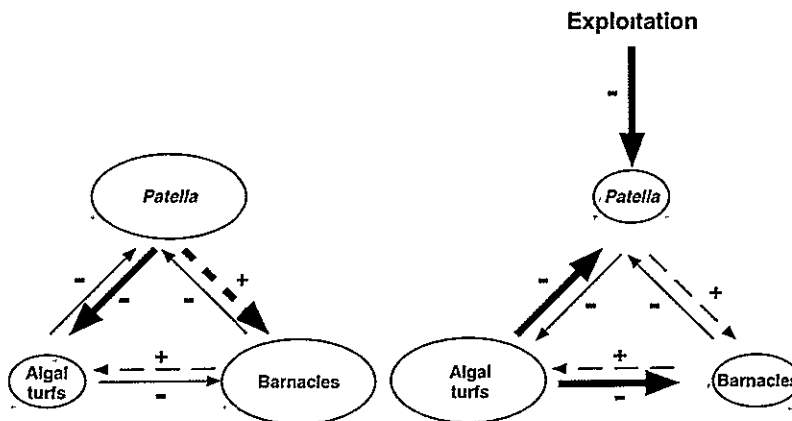 Exploitation
-
Patella
Patella
-
-
-
+
-
-
-
+
Algal
turfs
+
-
Barnacles
Algal
turfs
+
-
Barnacles